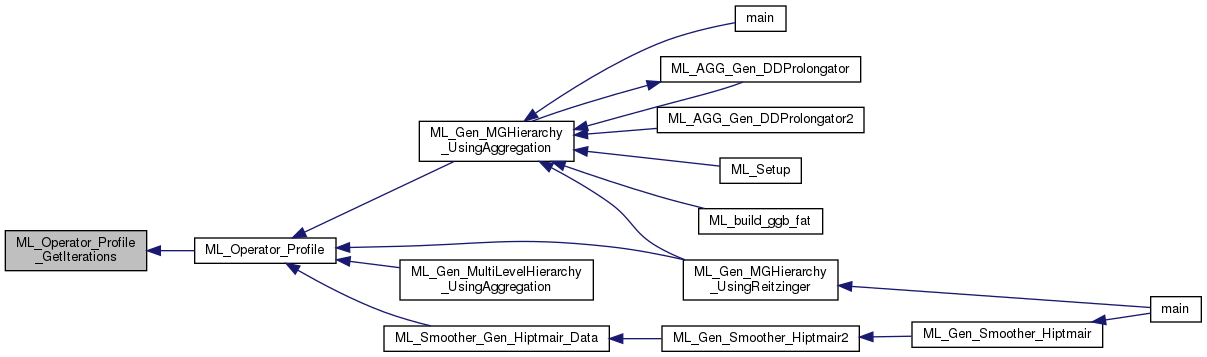 main
ML_AGG_Gen_DDProlongator
ML_AGG_Gen_DDProlongator2
ML_Gen_MGHierarchy
_UsingAggregation
ML_Setup
ML_build_ggb_fat
ML_Operator_Profile
_GetIterations
ML_Operator_Profile
ML_Gen_MultiLevelHierarchy
_UsingAggregation
ML_Gen_MGHierarchy
_UsingReitzinger
main
ML_Smoother_Gen_Hiptmair_Data
ML_Gen_Smoother_Hiptmair2
ML_Gen_Smoother_Hiptmair